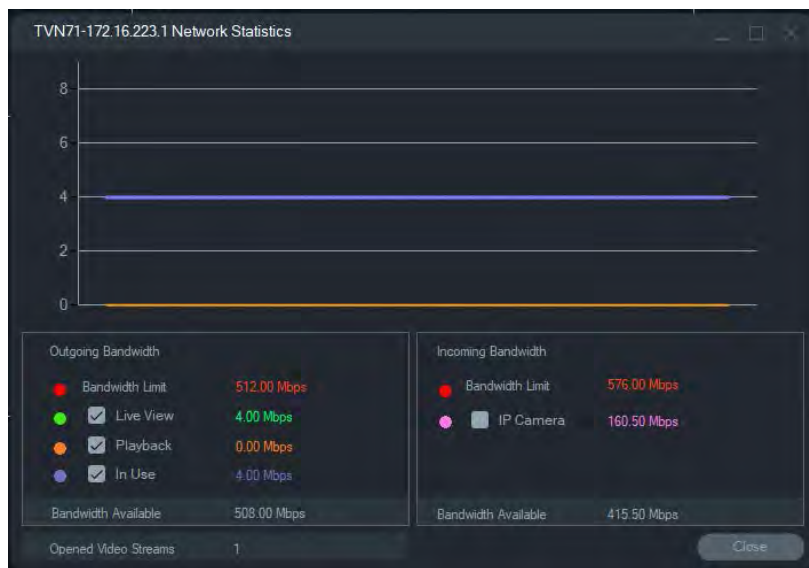 TVN71-172.16.223.1 Network Statistics
8
6
4
2
0
Outgoing Bandwidth
Bandwidth Limit 512.00 Mbps
Live View 4.00 Mbps
Playback 0.00 Mbps
In Use 4.00 Mbps
Bandwidth Available 508.00 Mbps
Opened Video Streams 1
Incoming Bandwidth
Bandwidth Limit 576.00 Mbps
IP Camera 160.50 Mbps
Bandwidth Available 415.50 Mbps
Close